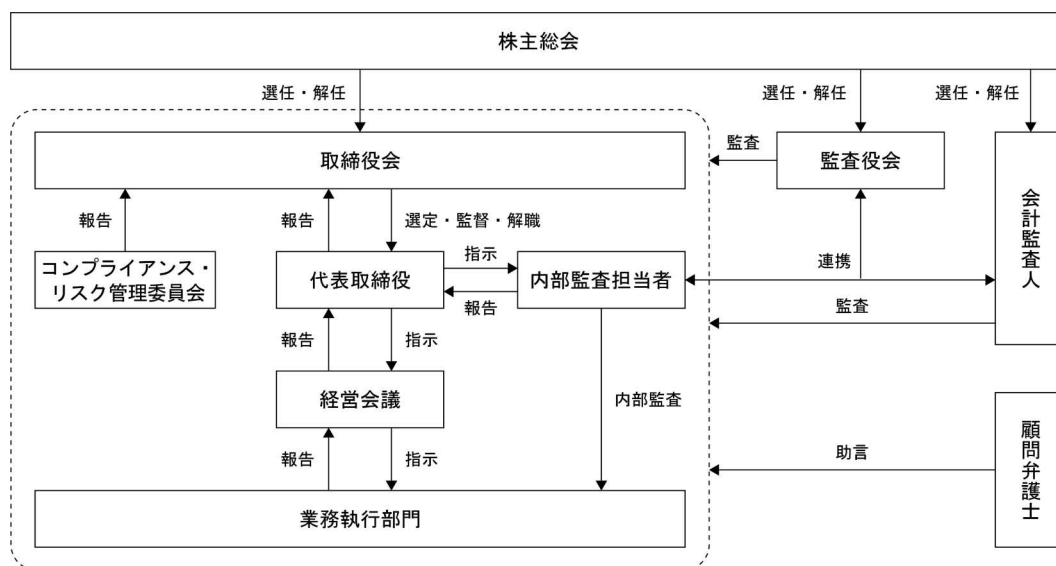 株主総会
選任・解任
選任・解任
選任・解任
取締役会
監査
監査役会
会計監査人
報告
報告
選定・監督・解職
コンプライアンス・
リスク管理委員会
代表取締役
指示
報告
内部監査担当者
連携
監査
報告
指示
経営会議
内部監査
報告
指示
助言
顧問弁護士
業務執行部門